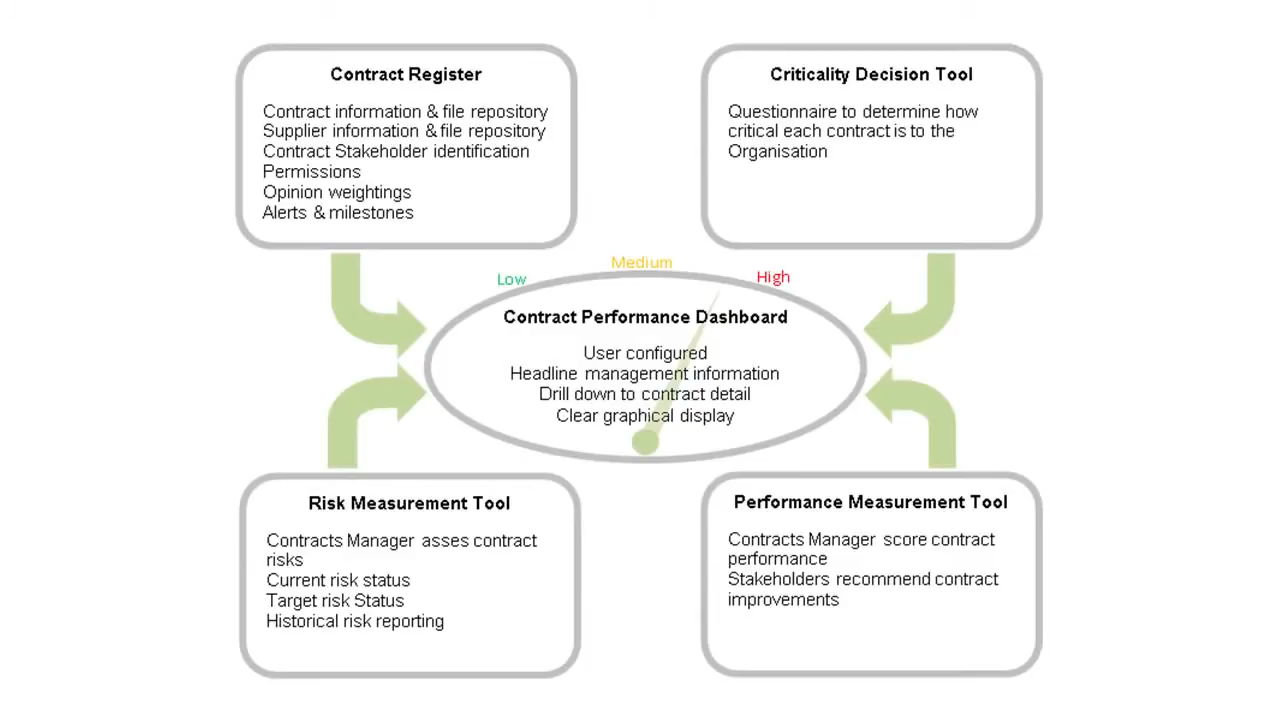 Contract Register
Contract information & file repository
Supplier information & file repository
Contract Stakeholder identification
Permissions
Opinion weightings
Alerts & milestones
Criticality Decision Tool
Questionnaire to determine how
critical each contract is to the
Organisation
Low
Medium
High
Contract Performance Dashboard
User configured
Headline management information
Drill down to contract detail
Clear graphical display
Risk Measurement Tool
Contracts Manager asses contract
risks
Current risk status
Target risk Status
Historical risk reporting
Performance Measurement Tool
Contracts Manager score contract
performance
Stakeholders recommend contract
improvements